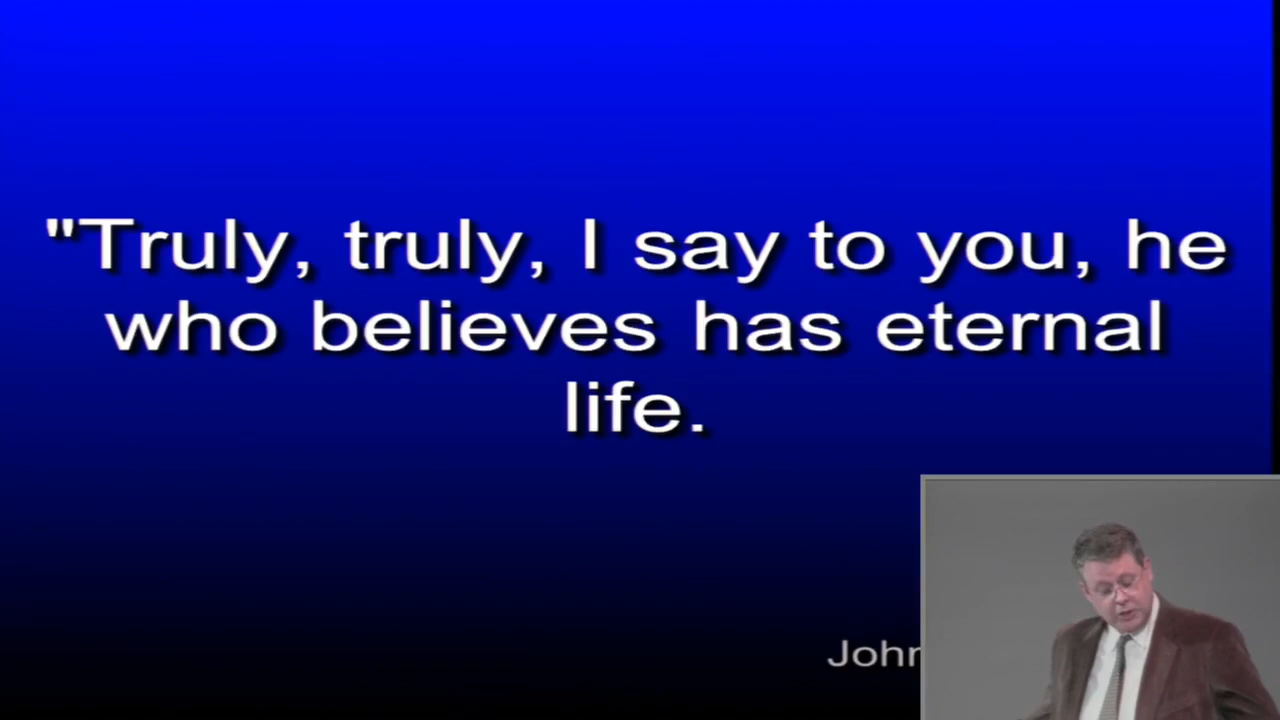 "Truly, truly, I say to you, he
who believes has eternal
life.
John